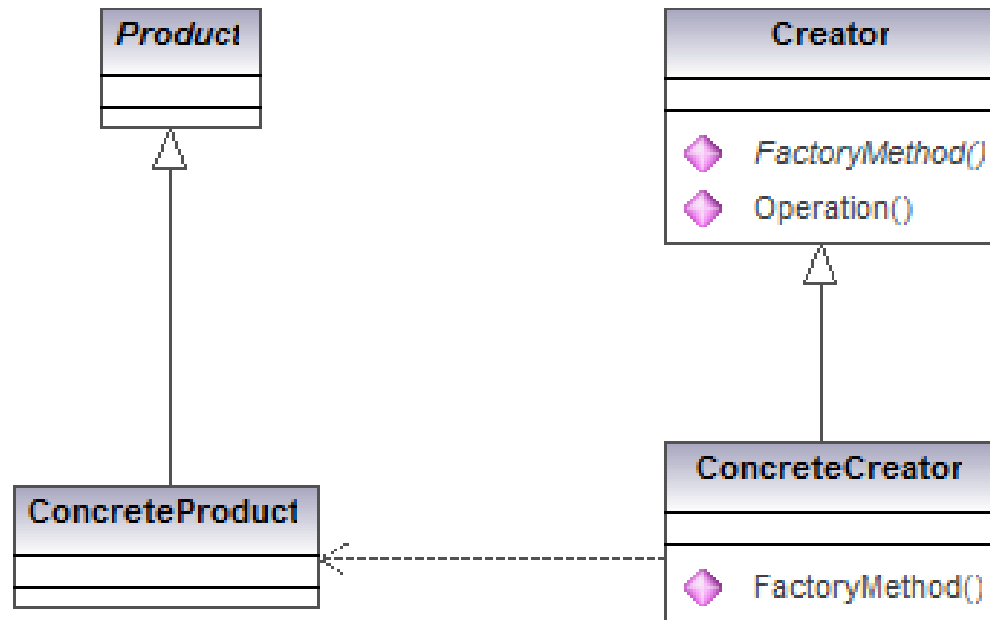 Product
Creator
FactoryMethod()
Operation()
ConcreteProduct
ConcreteCreator
FactoryMethod()